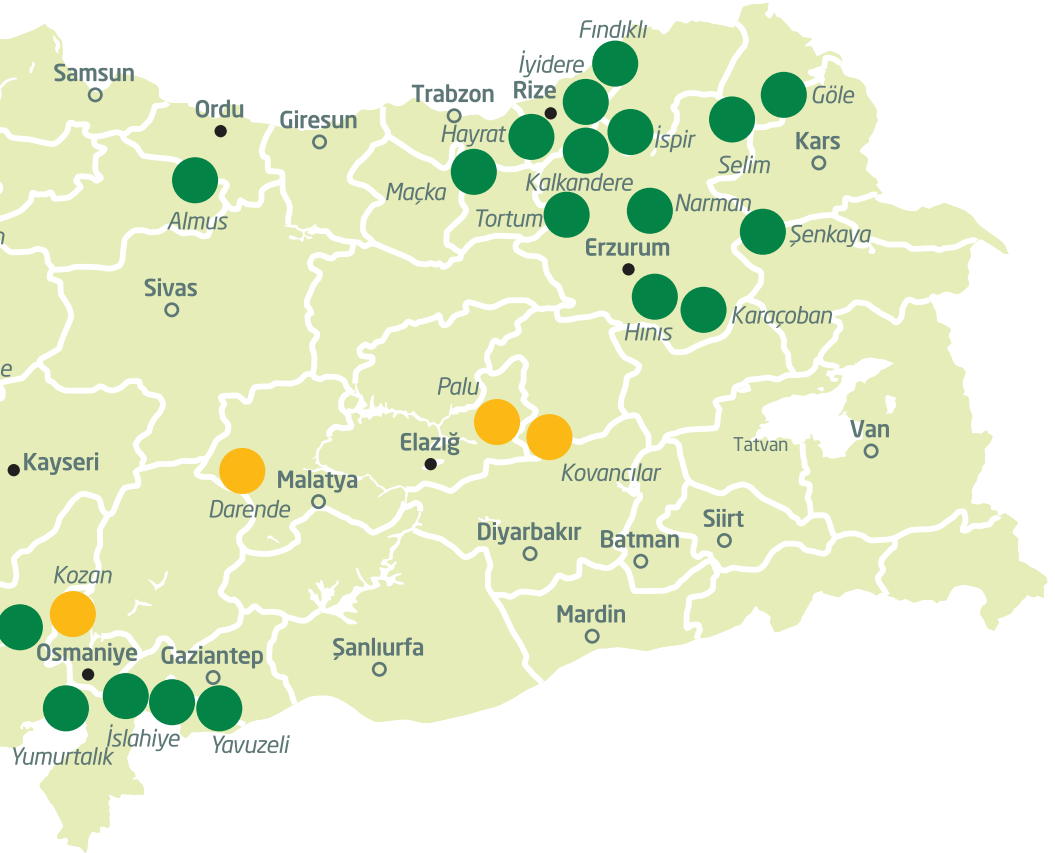 Fındıklı
İyidere
Samsun
Rize
Trabzon
Göle
Ordu
Giresun
Hayrat
İspir
Kars
Selim
Kalkandere
Maçka
Narman
Almus
Tortum
Şenkaya
n
Erzurum
Sivas
Karaçoban
Hınıs
e
Palu
Van
Elazığ
Tatvan
Kayseri
Kovancılar
Malatya
Darende
Siirt
Diyarbakır
Batman
Kozan
Mardin
Şanlıurfa
Osmaniye
Gaziantep
İslahiye
Yavuzeli
Yumurtalık